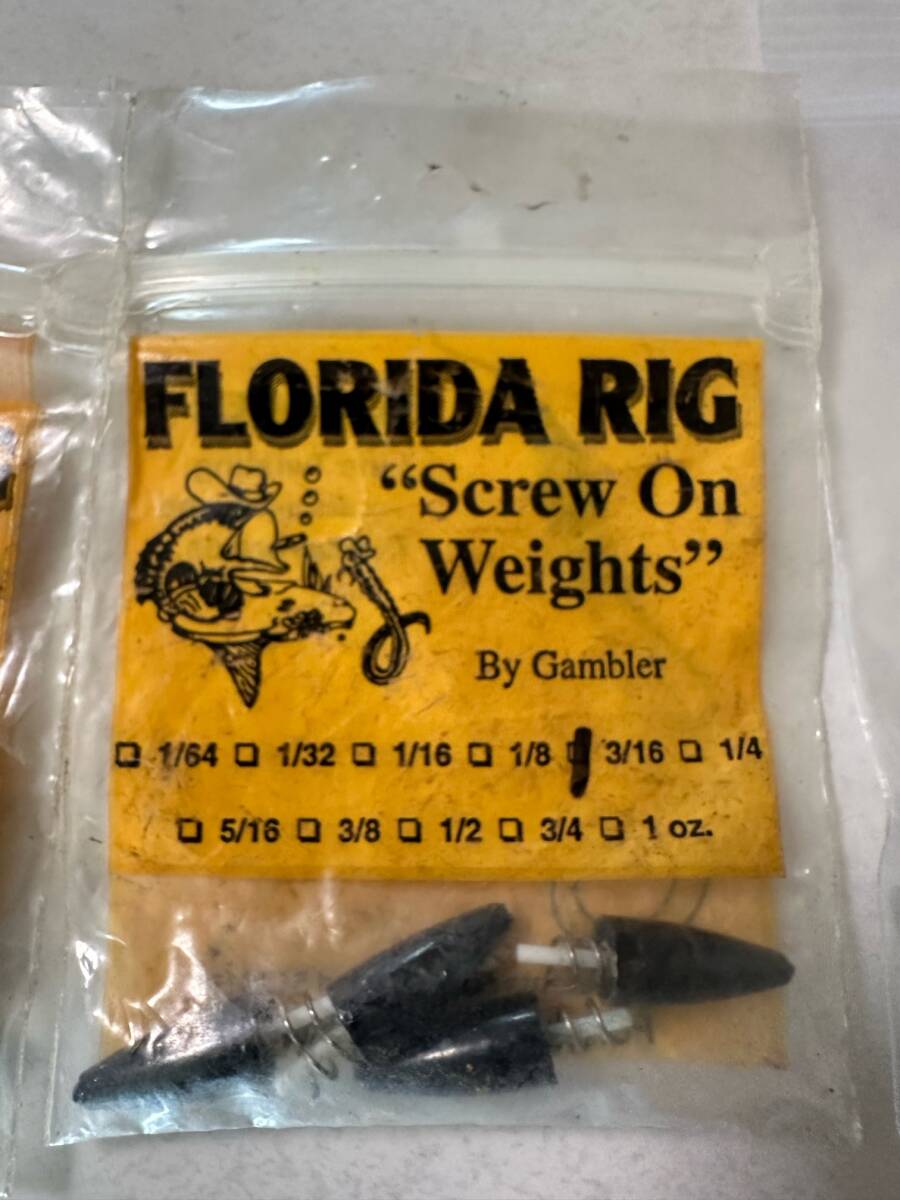 FLORIDA RIG
“Screw On
Weights”
By Gambler
❏ 1/64 ❏ 1/32 ❏ 1/16 ❏ 1/8 ❏ 3/16 ❏ 1/4
❏ 5/16 ❏ 3/8 ❏ 1/2 ❏ 3/4 ❏ 1 oz.